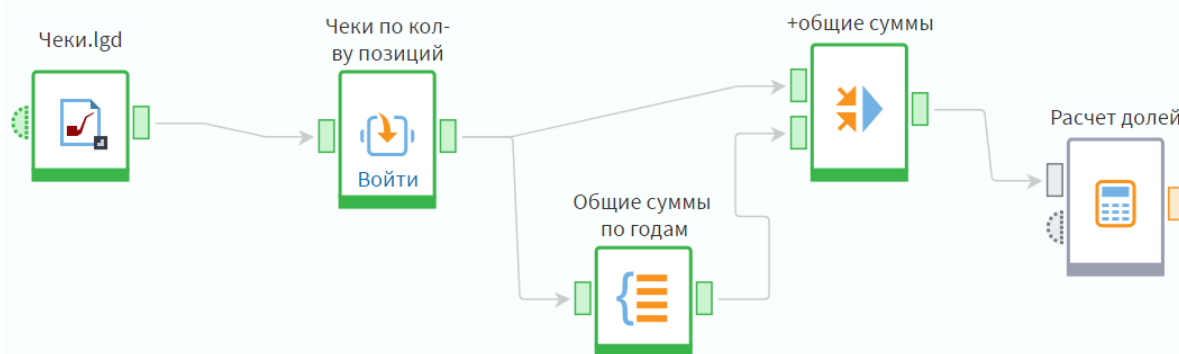 Чеки.lgd
Чеки по кол-
ву позиций
Войти
+общие суммы
Общие суммы
по годам
Расчет долей